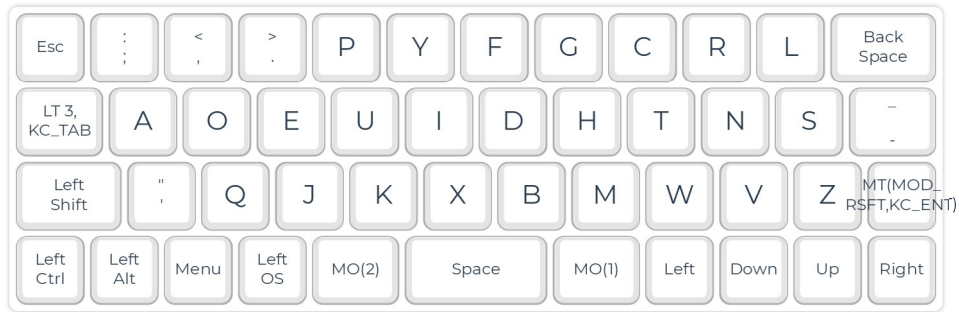 Esc : ; < , > . P Y F G C R L Back Space
LT 3, KC_TAB A O E U I D H T N S _ -
Left Shift " ' Q J K X B M W V Z MT(MOD_ RSFT,KC_ENT)
Left Ctrl Left Alt Menu Left OS MO(2) Space MO(1) Left Down Up Right